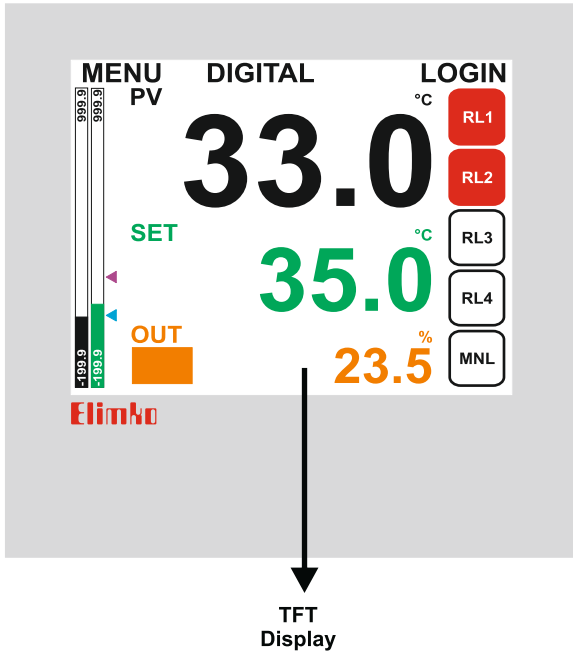 MENU DIGITAL LOGIN
PV
°C
33.0
SET
°C
35.0
OUT
%
23.5
999.9
999.9
-199.9
-199.9
RL1
RL2
RL3
RL4
MNL
Elimko
TFT
Display